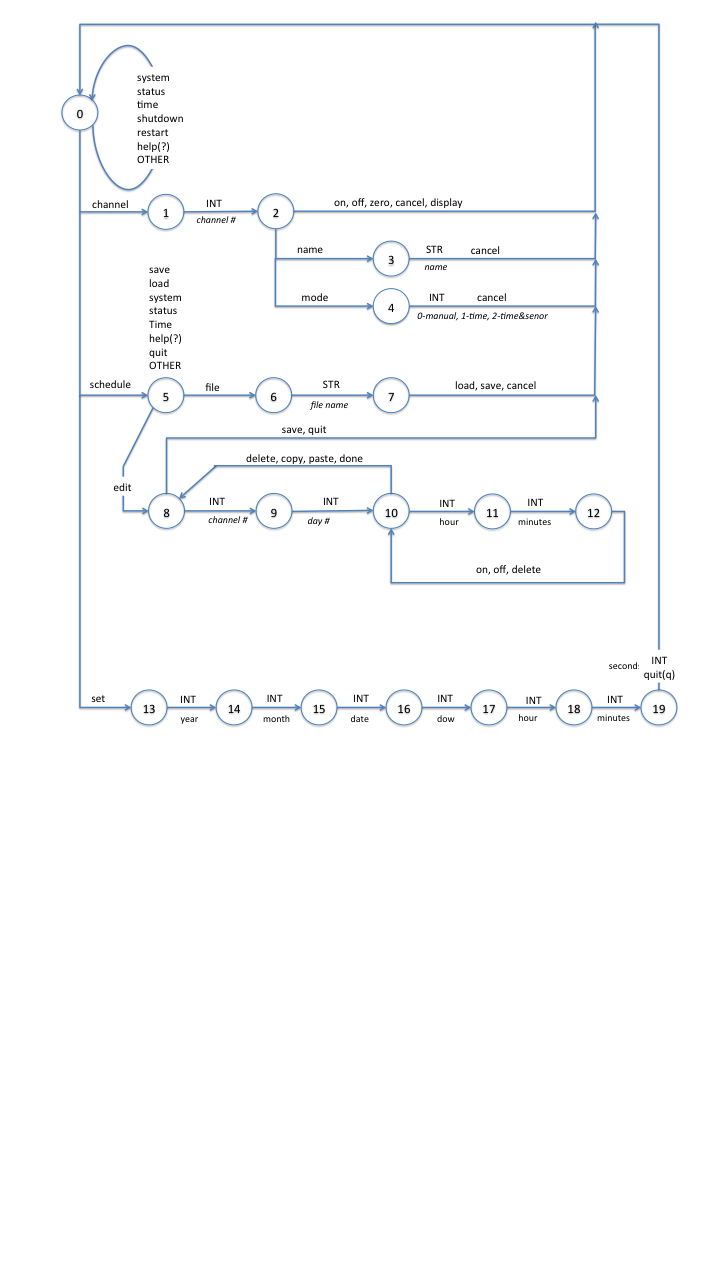 system
status
time
shutdown
restart
help(?)
OTHER
0
channel
1
INT
channel #
2
on, off, zero, cancel, display
name
3
STR
name
cancel
mode
4
INT
cancel
0-manual, 1-time, 2-time&senor
save
load
system
status
Time
help(?)
quit
OTHER
schedule
5
file
6
STR
file name
7
load, save, cancel
save, quit
delete, copy, paste, done
edit
8
INT
channel #
9
INT
day #
10
INT
hour
11
INT
minutes
12
on, off, delete
second:
INT
quit(q)
set
13
INT
year
14
INT
month
15
INT
date
16
INT
dow
17
INT
hour
18
INT
minutes
19